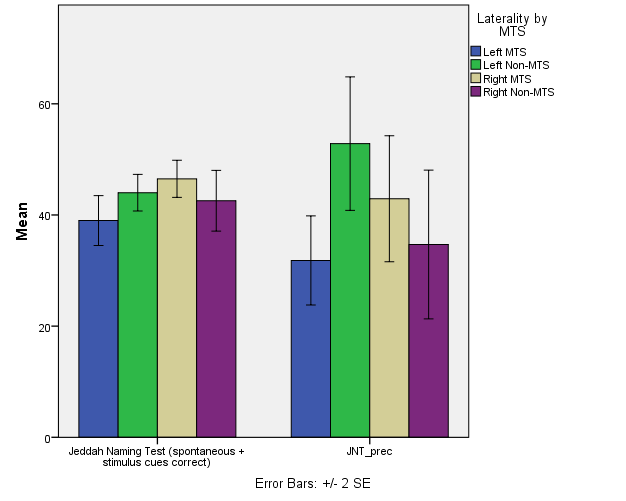 Laterality by
MTS
Left MTS
Left Non-MTS
Right MTS
Right Non-MTS
Mean
60
40
20
0
Jeddah Naming Test (spontaneous +
stimulus cues correct)
JNT_prec
Error Bars: +/- 2 SE